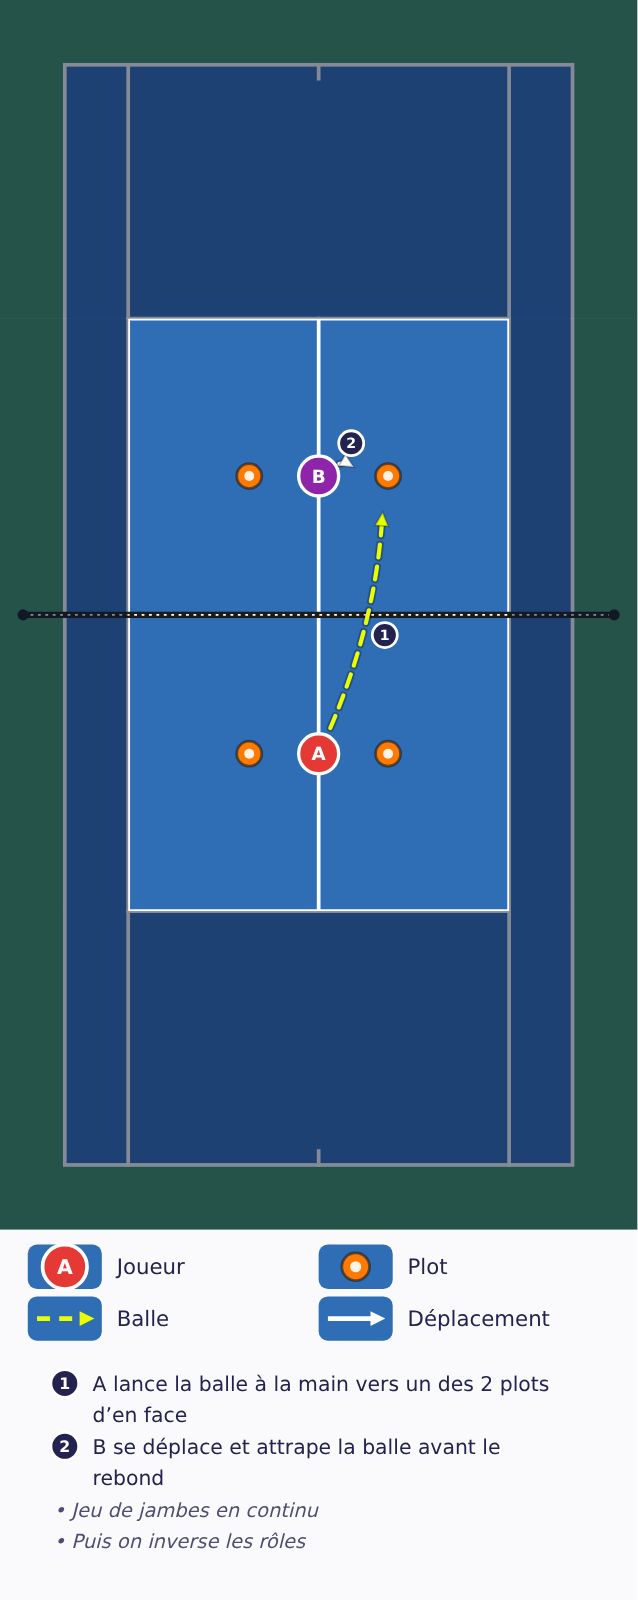 2
B
1
A
A Joueur
Plot
Balle
Déplacement
1 A lance la balle à la main vers un des 2 plots
d’en face
2 B se déplace et attrape la balle avant le
rebond
• Jeu de jambes en continu
• Puis on inverse les rôles